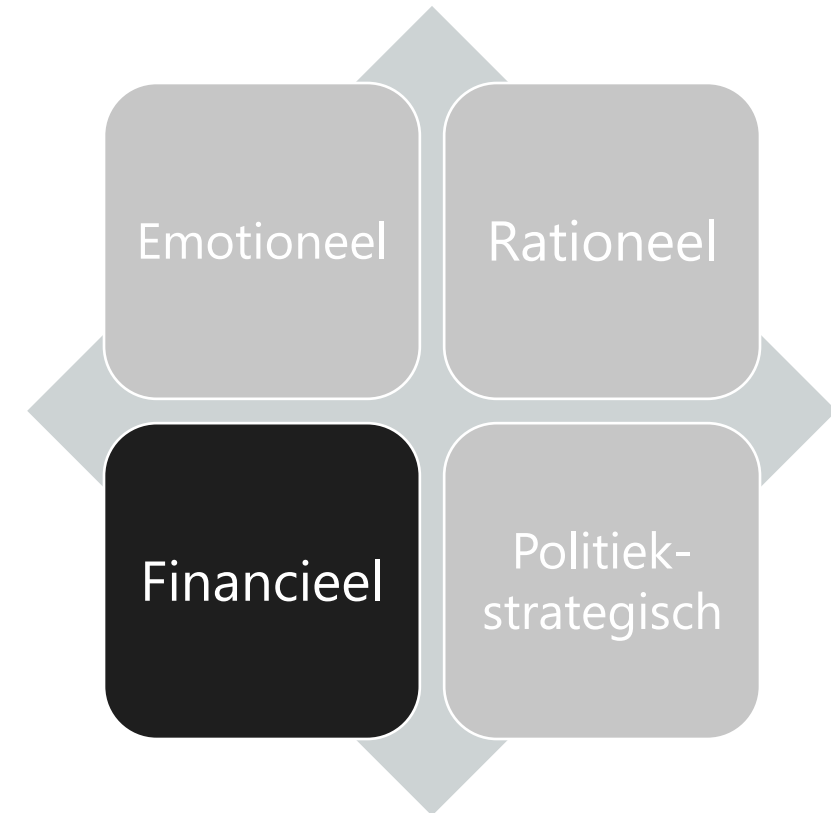 Emotioneel
Rationeel
Financieel
Politiek-
strategisch